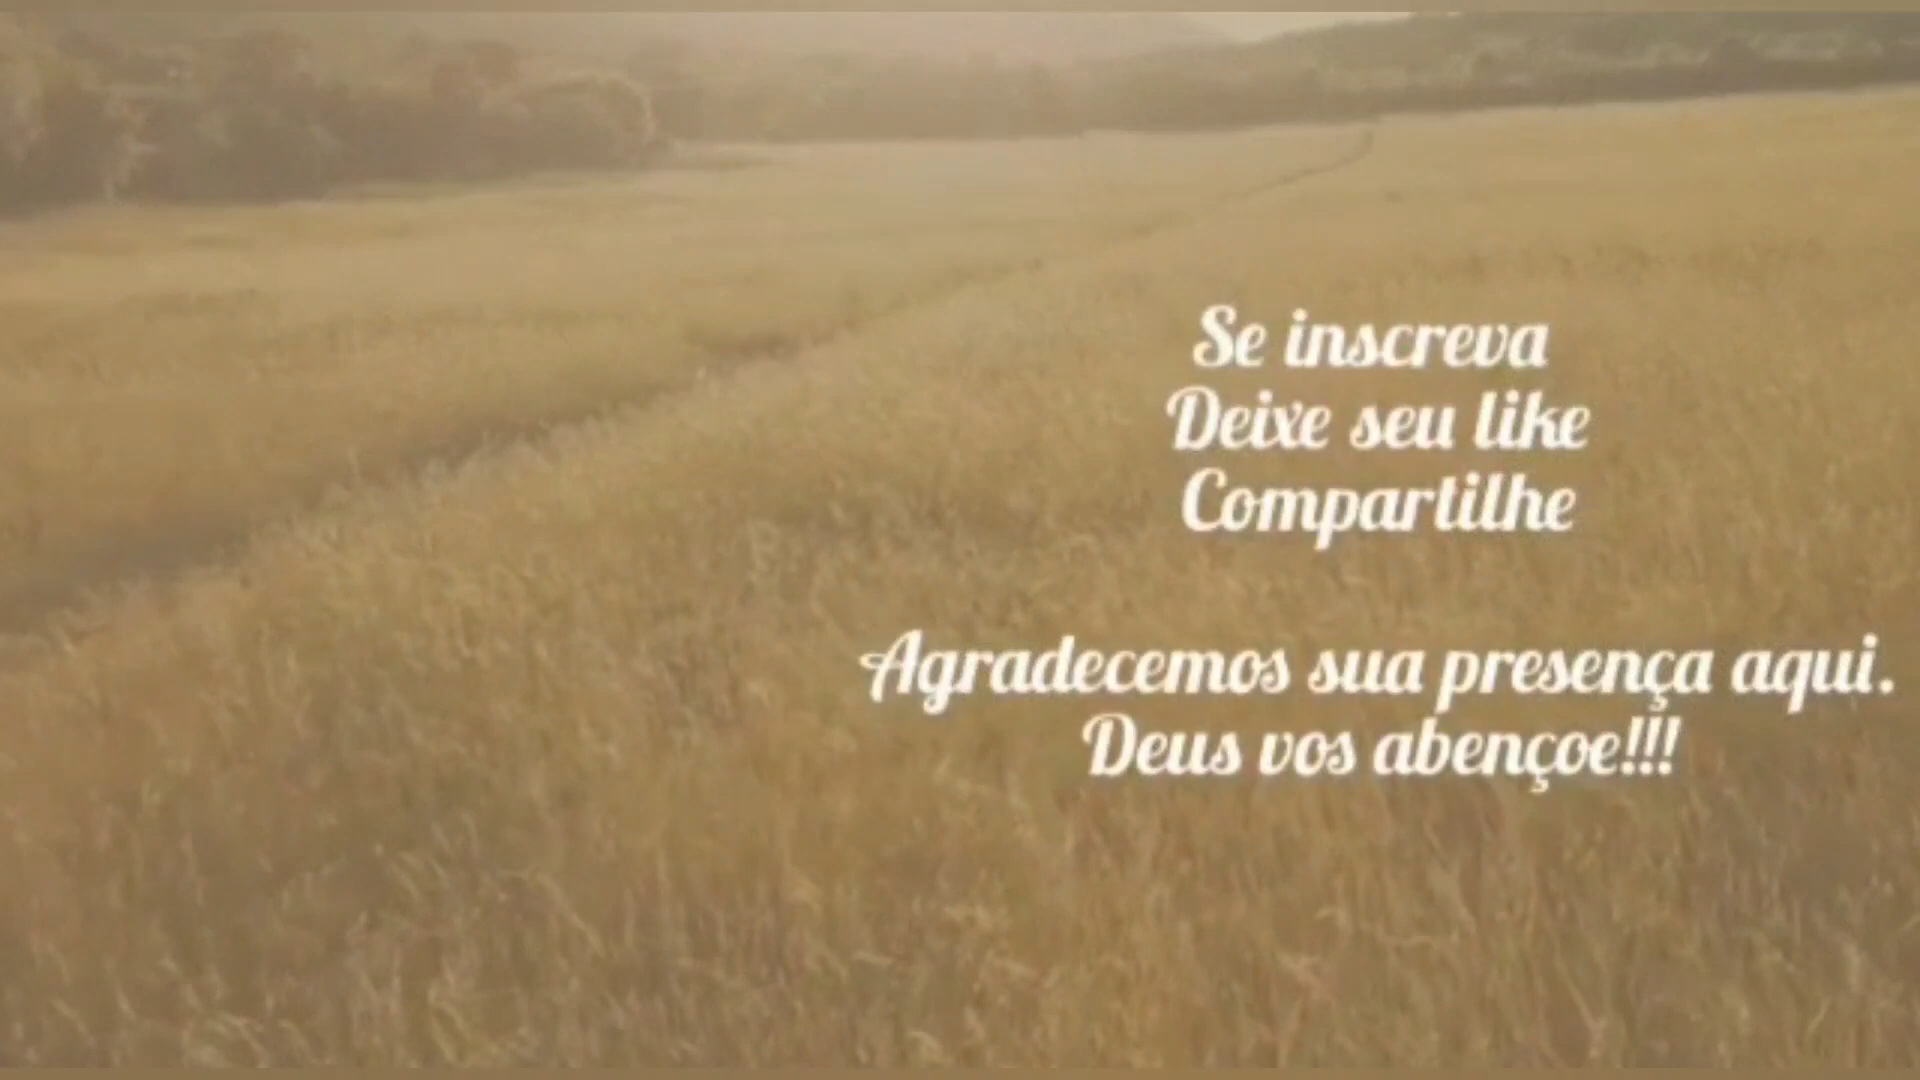 Se inscreva
Deixe seu like
Compartilhe
Agradecemos sua presença aqui.
Deus vos abençoe!!!